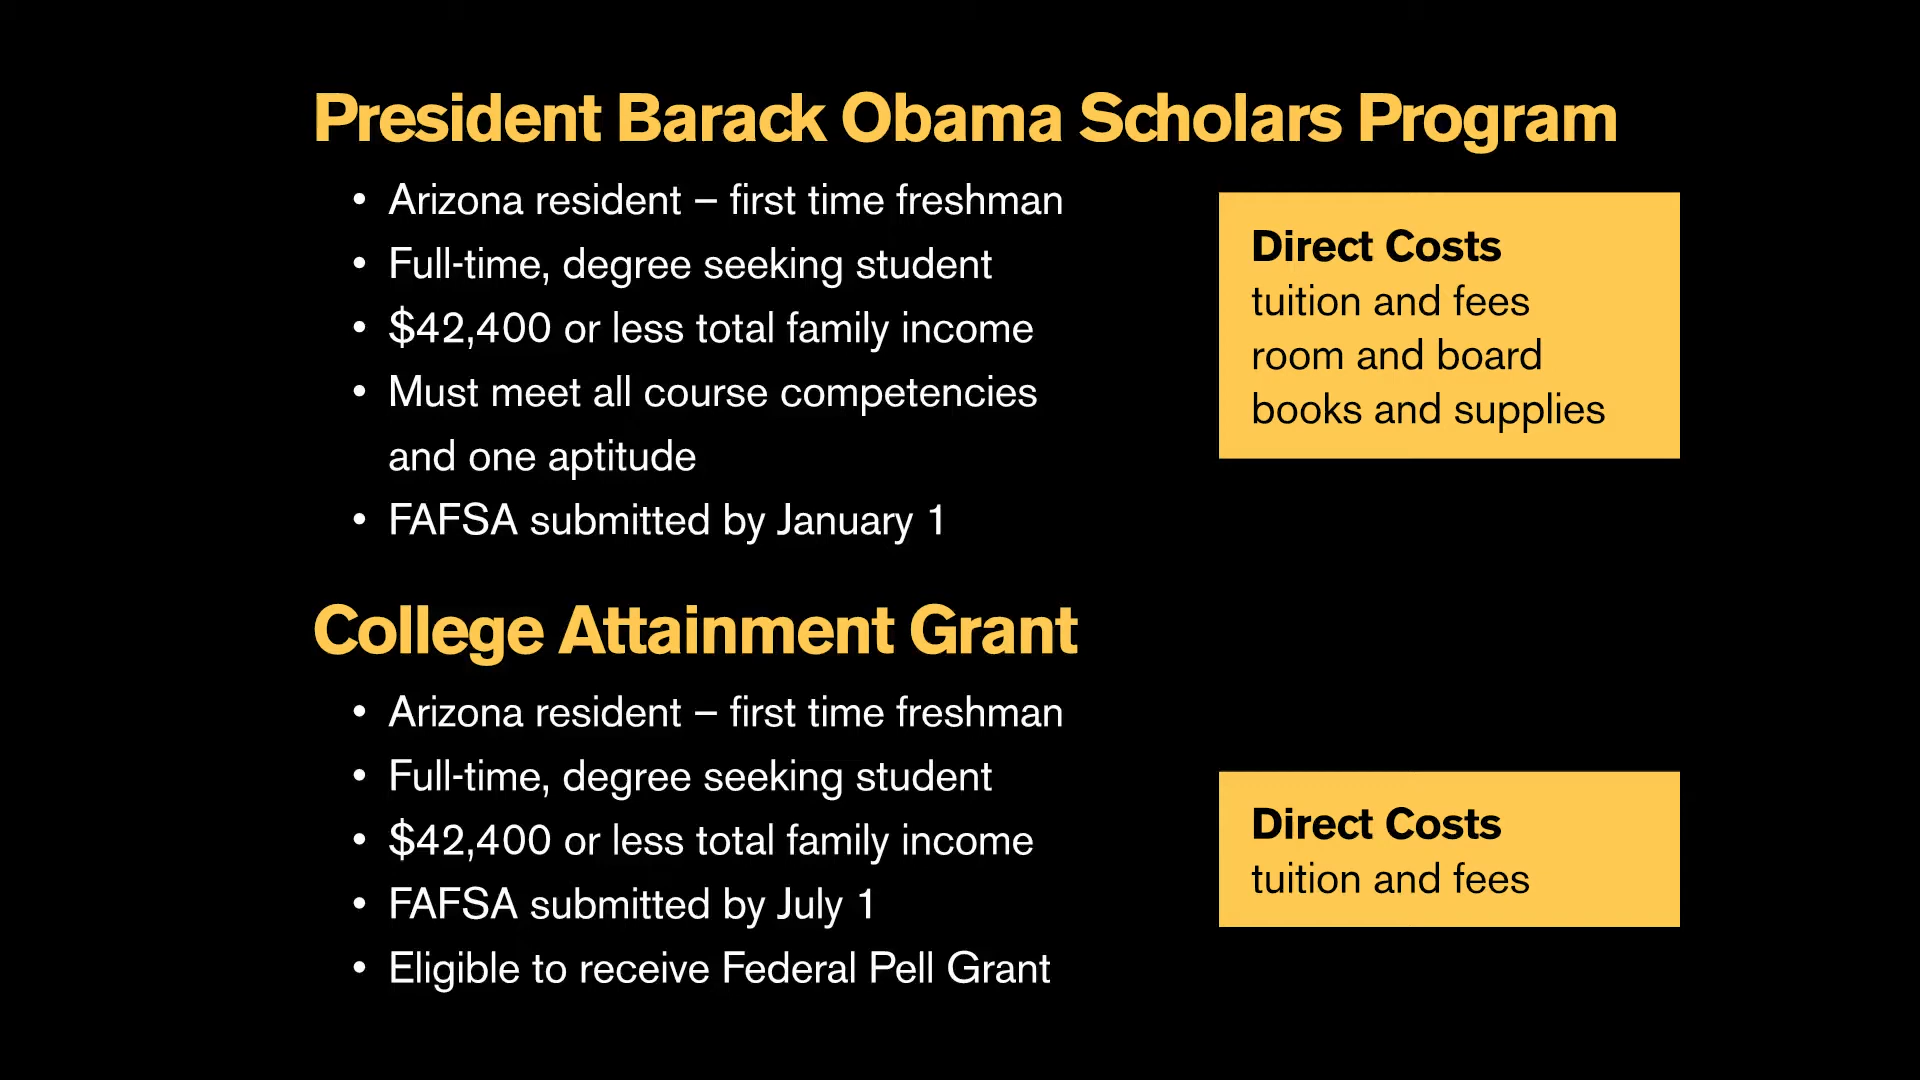 President Barack Obama Scholars Program
• Arizona resident – first time freshman
• Full-time, degree seeking student
• $42,400 or less total family income
• Must meet all course competencies
and one aptitude
• FAFSA submitted by January 1
Direct Costs
tuition and fees
room and board
books and supplies
College Attainment Grant
• Arizona resident – first time freshman
• Full-time, degree seeking student
• $42,400 or less total family income
• FAFSA submitted by July 1
• Eligible to receive Federal Pell Grant
Direct Costs
tuition and fees